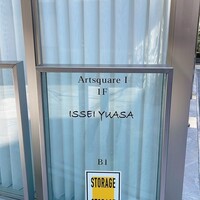 Artsquare I
1F
ISSEI YUASA
B1
STORAGE